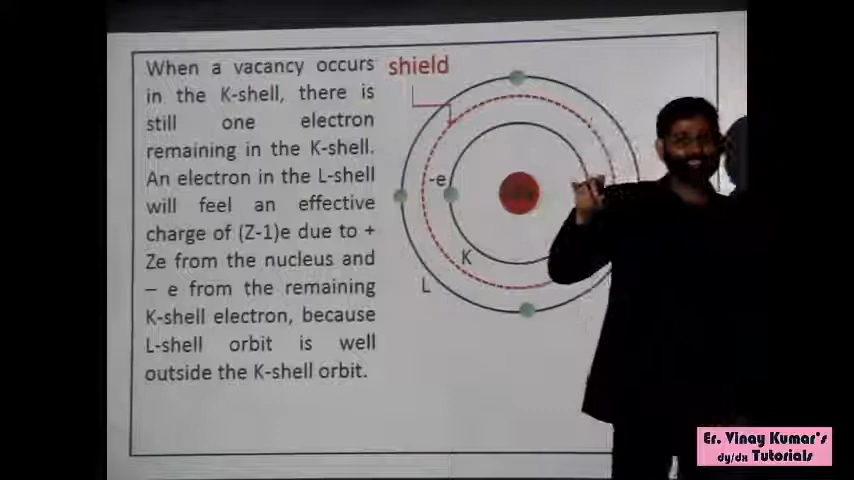 When a vacancy occurs
in the K-shell, there is
still one electron
remaining in the K-shell.
An electron in the L-shell
will feel an effective
charge of (Z-1)e due to +
Ze from the nucleus and
– e from the remaining
K-shell electron, because
L-shell orbit is well
outside the K-shell orbit.
shield
-e
K
L
Er. Vinay Kumar's
dy/dx Tutorials